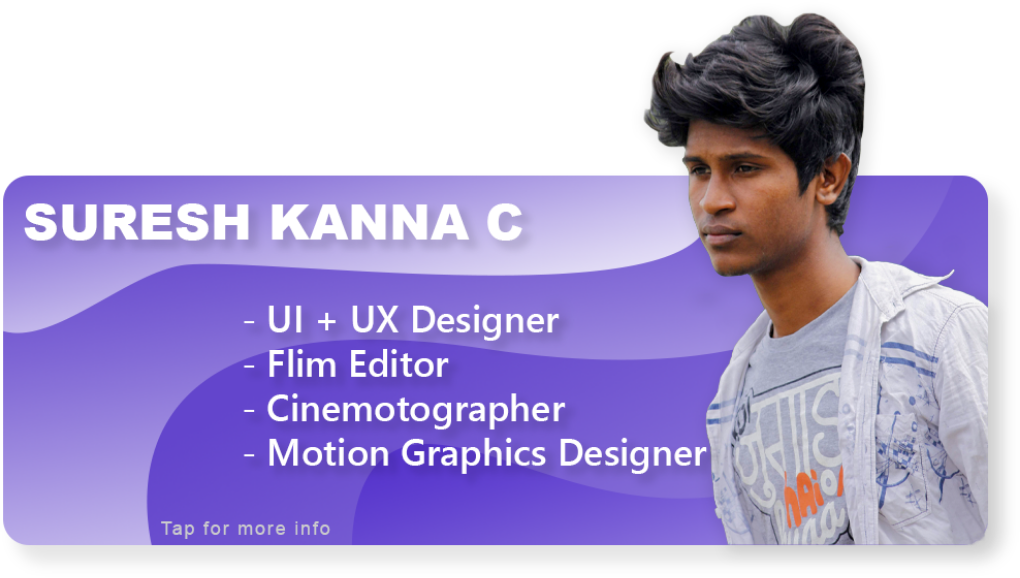 SURESH KANNA C
- UI + UX Designer
- Flim Editor
- Cinemotographer
- Motion Graphics Designer
Tap for more info